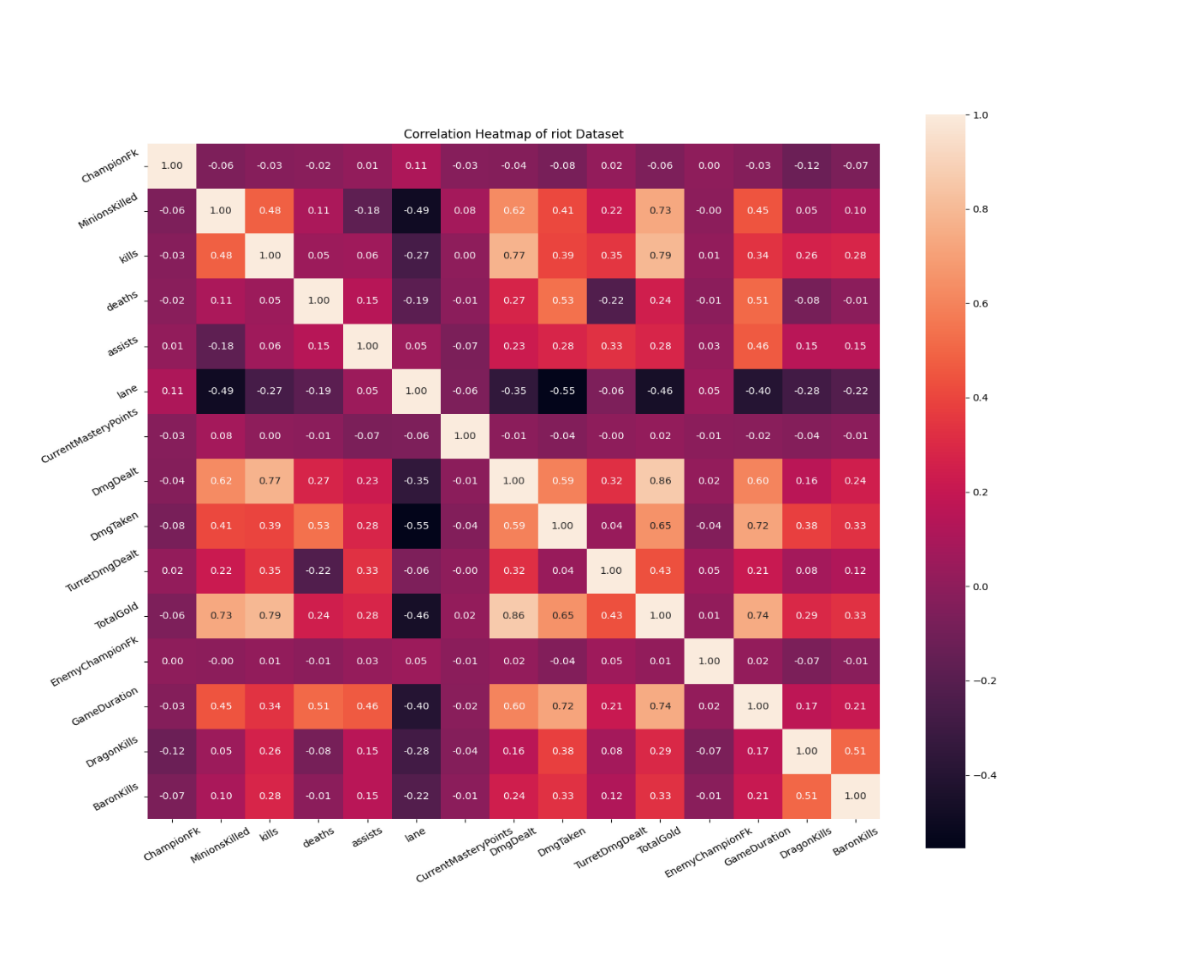 Correlation Heatmap of riot Dataset
ChampionFk 1.00 -0.06 -0.03 -0.02 0.01 0.11 -0.03 -0.04 -0.08 0.02 -0.06 0.00 -0.03 -0.12 -0.07
MinionsKilled -0.06 1.00 0.48 0.11 -0.18 -0.49 0.08 0.62 0.41 0.22 0.73 -0.00 0.45 0.05 0.10
kills -0.03 0.48 1.00 0.05 0.06 -0.27 0.00 0.77 0.39 0.35 0.79 0.01 0.34 0.26 0.28
deaths -0.02 0.11 0.05 1.00 0.15 -0.19 -0.01 0.27 0.53 -0.22 0.24 -0.01 0.51 -0.08 -0.01
assists 0.01 -0.18 0.06 0.15 1.00 0.05 -0.07 0.23 0.28 0.33 0.28 0.03 0.46 0.15 0.15
lane 0.11 -0.49 -0.27 -0.19 0.05 1.00 -0.06 -0.35 -0.55 -0.06 -0.46 0.05 -0.40 -0.28 -0.22
CurrentMasteryPoints -0.03 0.08 0.00 -0.01 -0.07 -0.06 1.00 -0.01 -0.04 -0.00 0.02 -0.01 -0.02 -0.04 -0.01
DmgDealt -0.04 0.62 0.77 0.27 0.23 -0.35 -0.01 1.00 0.59 0.32 0.86 0.02 0.60 0.16 0.24
DmgTaken -0.08 0.41 0.39 0.53 0.28 -0.55 -0.04 0.59 1.00 0.04 0.65 -0.04 0.72 0.38 0.33
TurretDmgDealt 0.02 0.22 0.35 -0.22 0.33 -0.06 -0.00 0.32 0.04 1.00 0.43 0.05 0.21 0.08 0.12
TotalGold -0.06 0.73 0.79 0.24 0.28 -0.46 0.02 0.86 0.65 0.43 1.00 0.01 0.74 0.29 0.33
EnemyChampionFk 0.00 -0.00 0.01 -0.01 0.03 0.05 -0.01 0.02 -0.04 0.05 0.01 1.00 0.02 -0.07 -0.01
GameDuration -0.03 0.45 0.34 0.51 0.46 -0.40 -0.02 0.60 0.72 0.21 0.74 0.02 1.00 0.17 0.21
DragonKills -0.12 0.05 0.26 -0.08 0.15 -0.28 -0.04 0.16 0.38 0.08 0.29 -0.07 0.17 1.00 0.51
BaronKills -0.07 0.10 0.28 -0.01 0.15 -0.22 -0.01 0.24 0.33 0.12 0.33 -0.01 0.21 0.51 1.00
ChampionFk MinionsKilled kills deaths assists lane CurrentMasteryPoints DmgDealt DmgTaken TurretDmgDealt TotalGold EnemyChampionFk GameDuration DragonKills BaronKills
1.0
0.8
0.6
0.4
0.2
0.0
−0.2
−0.4